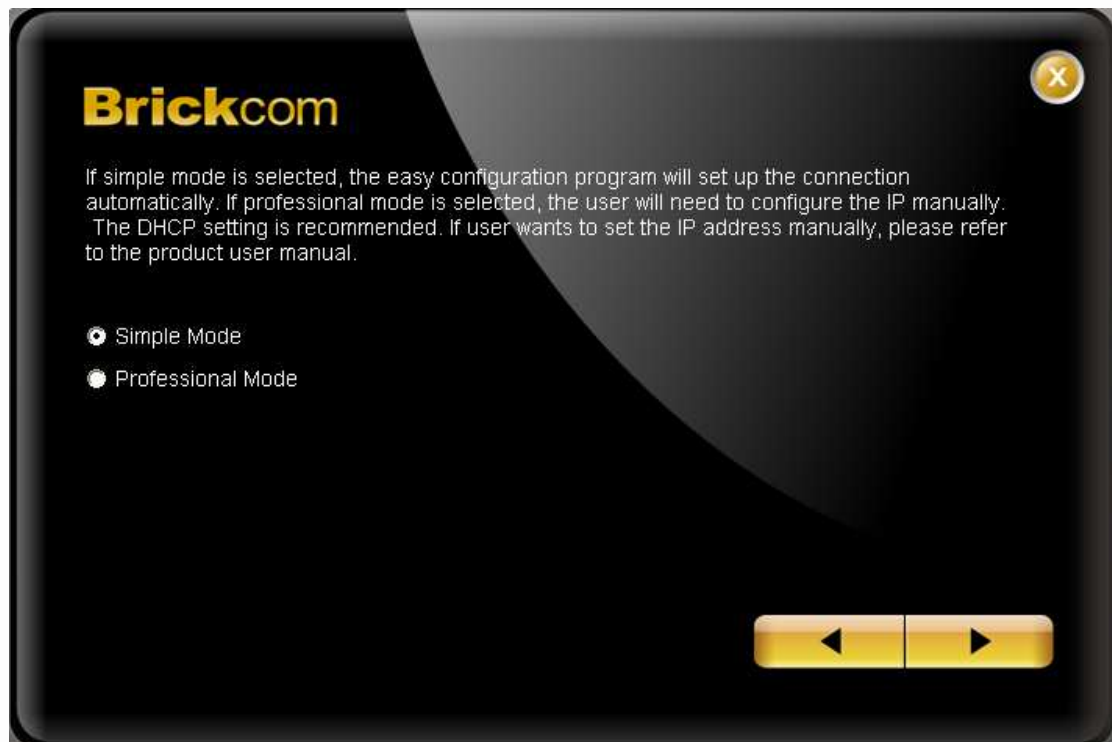 Brickcom
X
If simple mode is selected, the easy configuration program will set up the connection
automatically. If professional mode is selected, the user will need to configure the IP manually.
The DHCP setting is recommended. If user wants to set the IP address manually, please refer
to the product user manual.
Simple Mode
Professional Mode